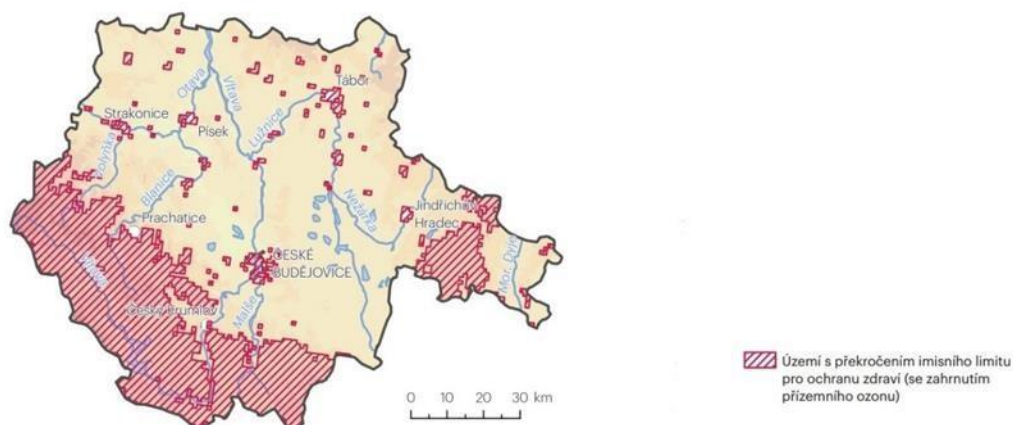 Tábor
Otava
Vltava
Strakonice
Písek
Lužnice
Volyňka
Blanice
Prachatice
Nežárka
Jindřichův
Hradec
Mor. Dyje
ČESKÉ
BUDĚJOVICE
Vltava
Český Krumlov
Malše
0 10 20 30 km
Území s překročením imisního limitu
pro ochranu zdraví (se zahrnutím
přízemního ozonu)